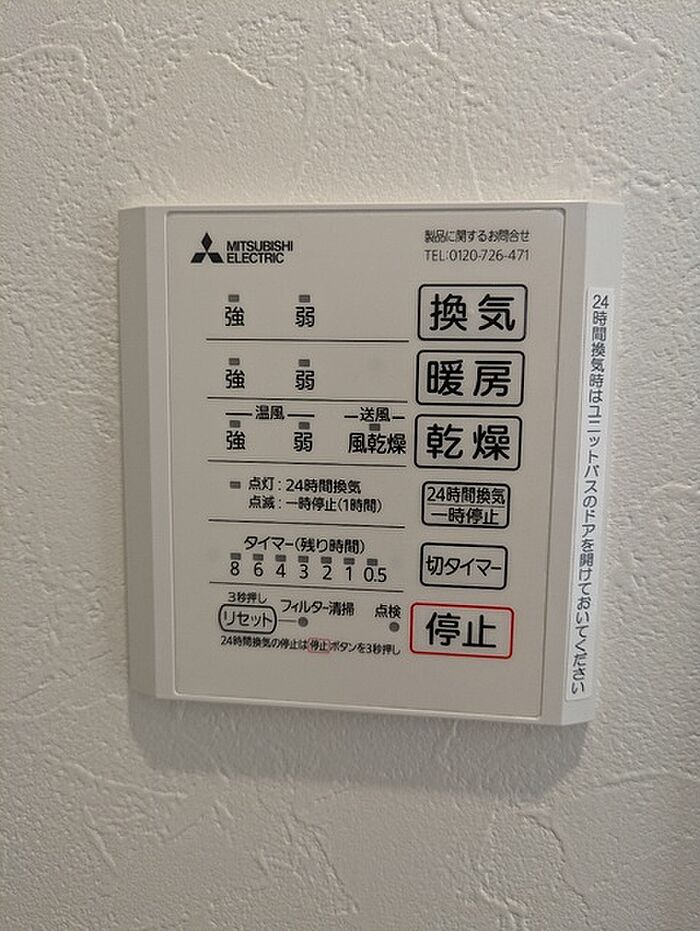 MITSUBISHI
ELECTRIC
製品に関するお問合せ
TEL:0120-726-471
強 弱 換気
強 弱 暖房
温風 送風
強 弱 風乾燥 乾燥
点灯:24時間換気
点滅:一時停止(1時間)
24時間換気
一時停止
タイマー(残り時間)
8 6 4 3 2 1 0.5
切タイマー
3秒押し
リセット フィルター清掃 点検
停止
24時間換気の停止は停止ボタンを3秒押し
24時間換気時はユニットバスのドアを開けておいてください